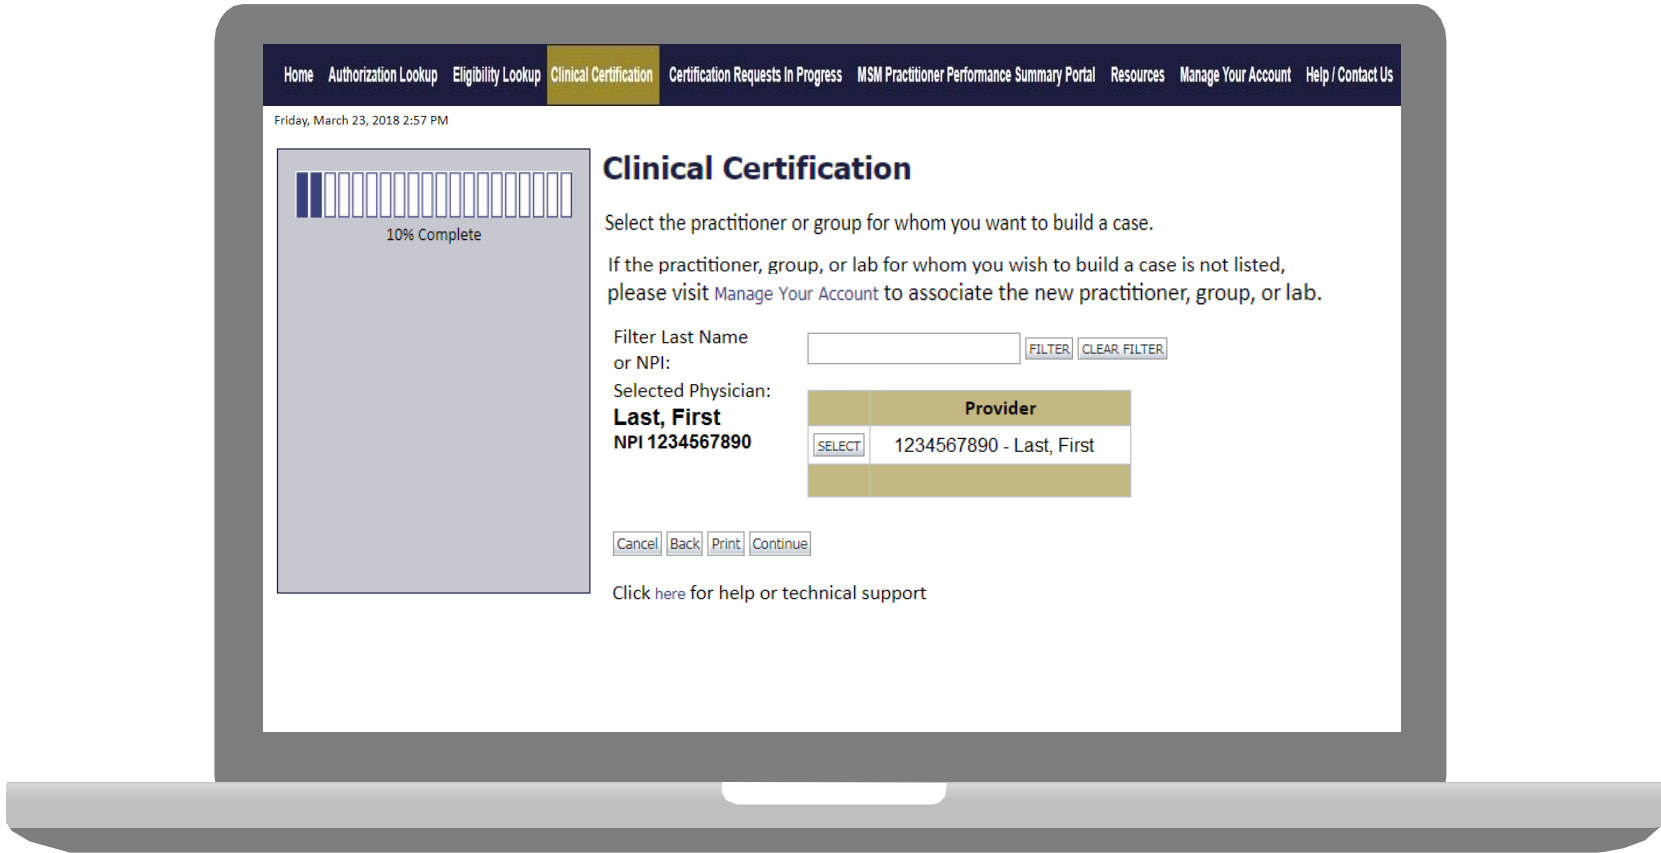 Home Authorization Lookup Eligibility Lookup Clinical Certification Certification Requests In Progress MSM Practitioner Performance Summary Portal Resources Manage Your Account Help / Contact Us
Friday, March 23, 2018 2:57 PM
10% Complete
Clinical Certification
Select the practitioner or group for whom you want to build a case.
If the practitioner, group, or lab for whom you wish to build a case is not listed,
please visit Manage Your Account to associate the new practitioner, group, or lab.
Filter Last Name
or NPI:
FILTER CLEAR FILTER
Selected Physician:
Last, First
NPI 1234567890
Provider
SELECT 1234567890 - Last, First
Cancel Back Print Continue
Click here for help or technical support